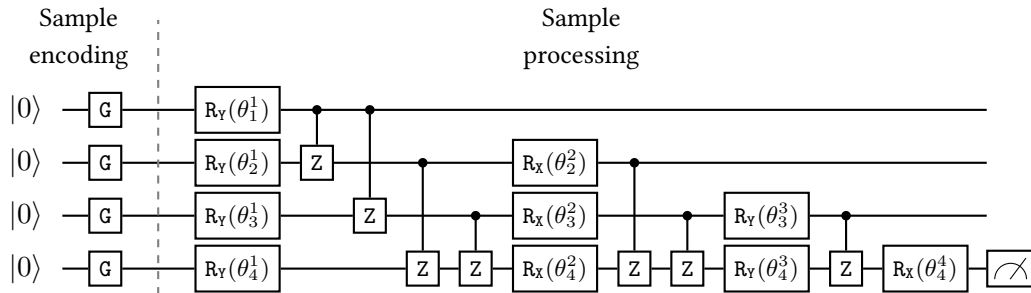 Sample encoding
Sample processing
|0⟩ G R_Y(θ_1^1)
|0⟩ G R_Y(θ_2^1) Z R_X(θ_2^2)
|0⟩ G R_Y(θ_3^1) Z R_X(θ_3^2) R_Y(θ_3^3)
|0⟩ G R_Y(θ_4^1) Z Z R_X(θ_4^2) Z Z R_Y(θ_4^3) Z R_X(θ_4^4)